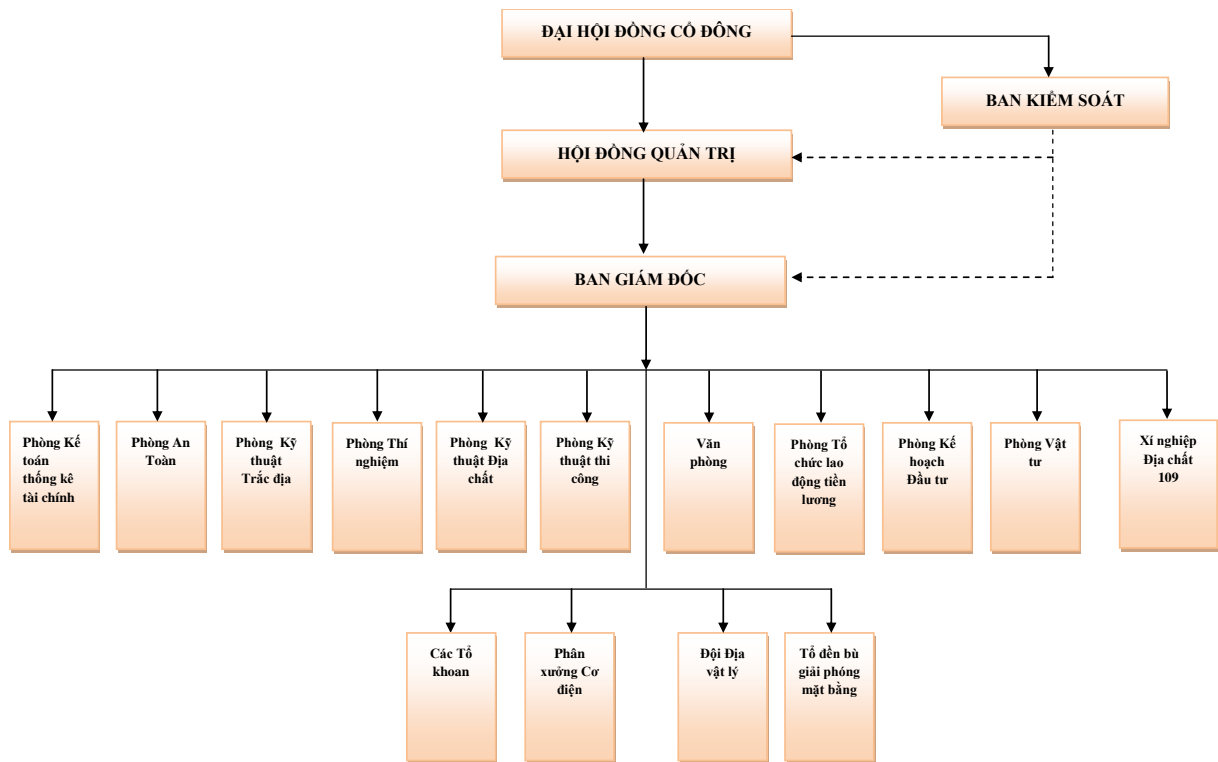 ĐẠI HỘI ĐỒNG CỔ ĐÔNG
BAN KIỂM SOÁT
HỘI ĐỒNG QUẢN TRỊ
BAN GIÁM ĐỐC
Phòng Kế
toán
thống kê
tài chính
Phòng An
Toàn
Phòng Kỹ
thuật
Trắc địa
Phòng Thí
nghiệm
Phòng Kỹ
thuật Địa
chất
Phòng Kỹ
thuật thi
công
Văn
phòng
Phòng Tổ
chức lao
động tiền
lương
Phòng Kế
hoạch
Đầu tư
Phòng Vật
tư
Xí nghiệp
Địa chất
109
Các Tổ
khoan
Phân
xưởng Cơ
điện
Đội Địa
vật lý
Tổ đền bù
giải phóng
mặt bằng